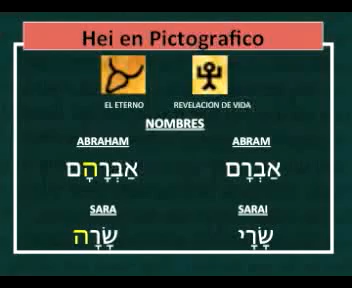 Hei en Pictografico
EL ETERNO REVELACION DE VIDA
NOMBRES
ABRAHAM ABRAM
אַבְרָהָם אַבְרָם
SARA SARAI
שָׂרָה שָׂרָי